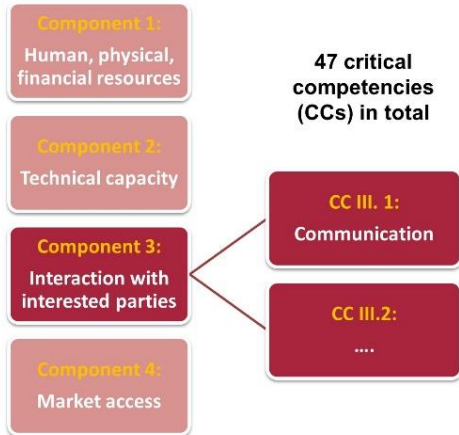 Component 1:
Human, physical,
financial resources
47 critical
competencies
(CCs) in total
Component 2:
Technical capacity
CC III. 1:
Communication
Component 3:
Interaction with
interested parties
CC III.2:
....
Component 4:
Market access